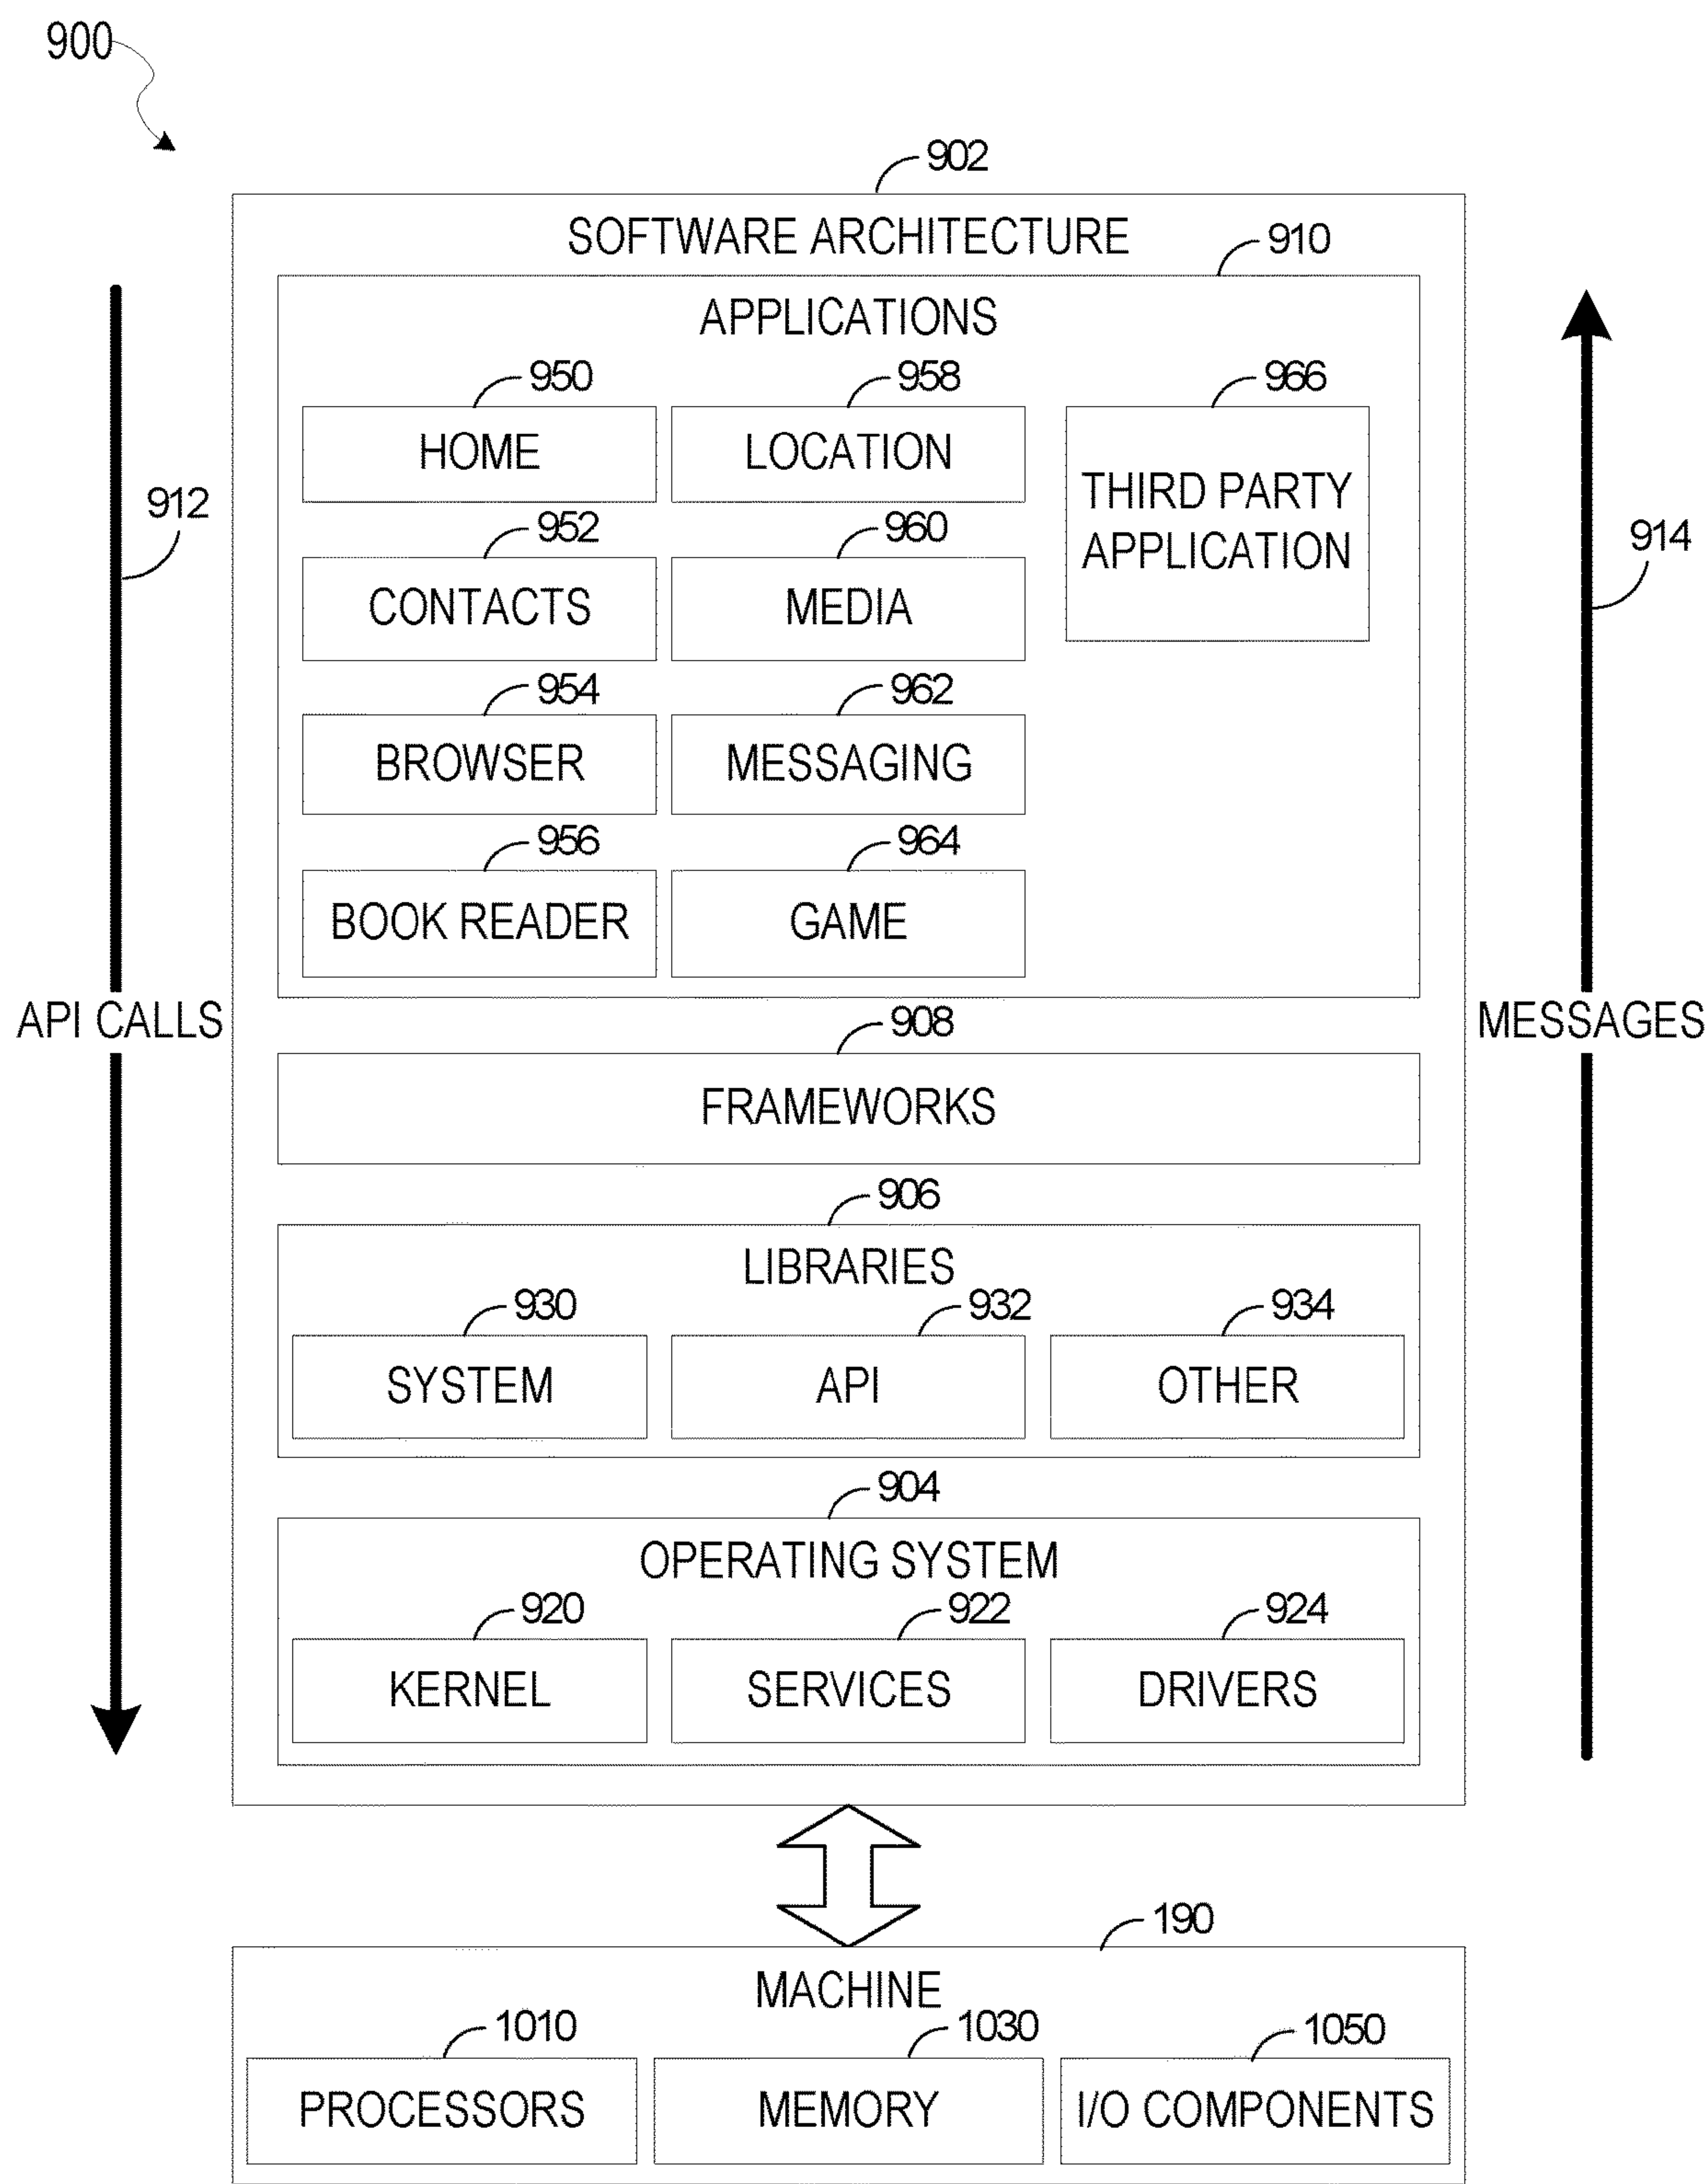 900
902
SOFTWARE ARCHITECTURE
910
APPLICATIONS
950
958
966
HOME
LOCATION
THIRD PARTY
APPLICATION
912
914
952
960
CONTACTS
MEDIA
954
962
BROWSER
MESSAGING
956
964
BOOK READER
GAME
API CALLS
MESSAGES
908
FRAMEWORKS
906
LIBRARIES
930
932
934
SYSTEM
API
OTHER
904
OPERATING SYSTEM
920
922
924
KERNEL
SERVICES
DRIVERS
190
MACHINE
1010
1030
1050
PROCESSORS
MEMORY
I/O COMPONENTS